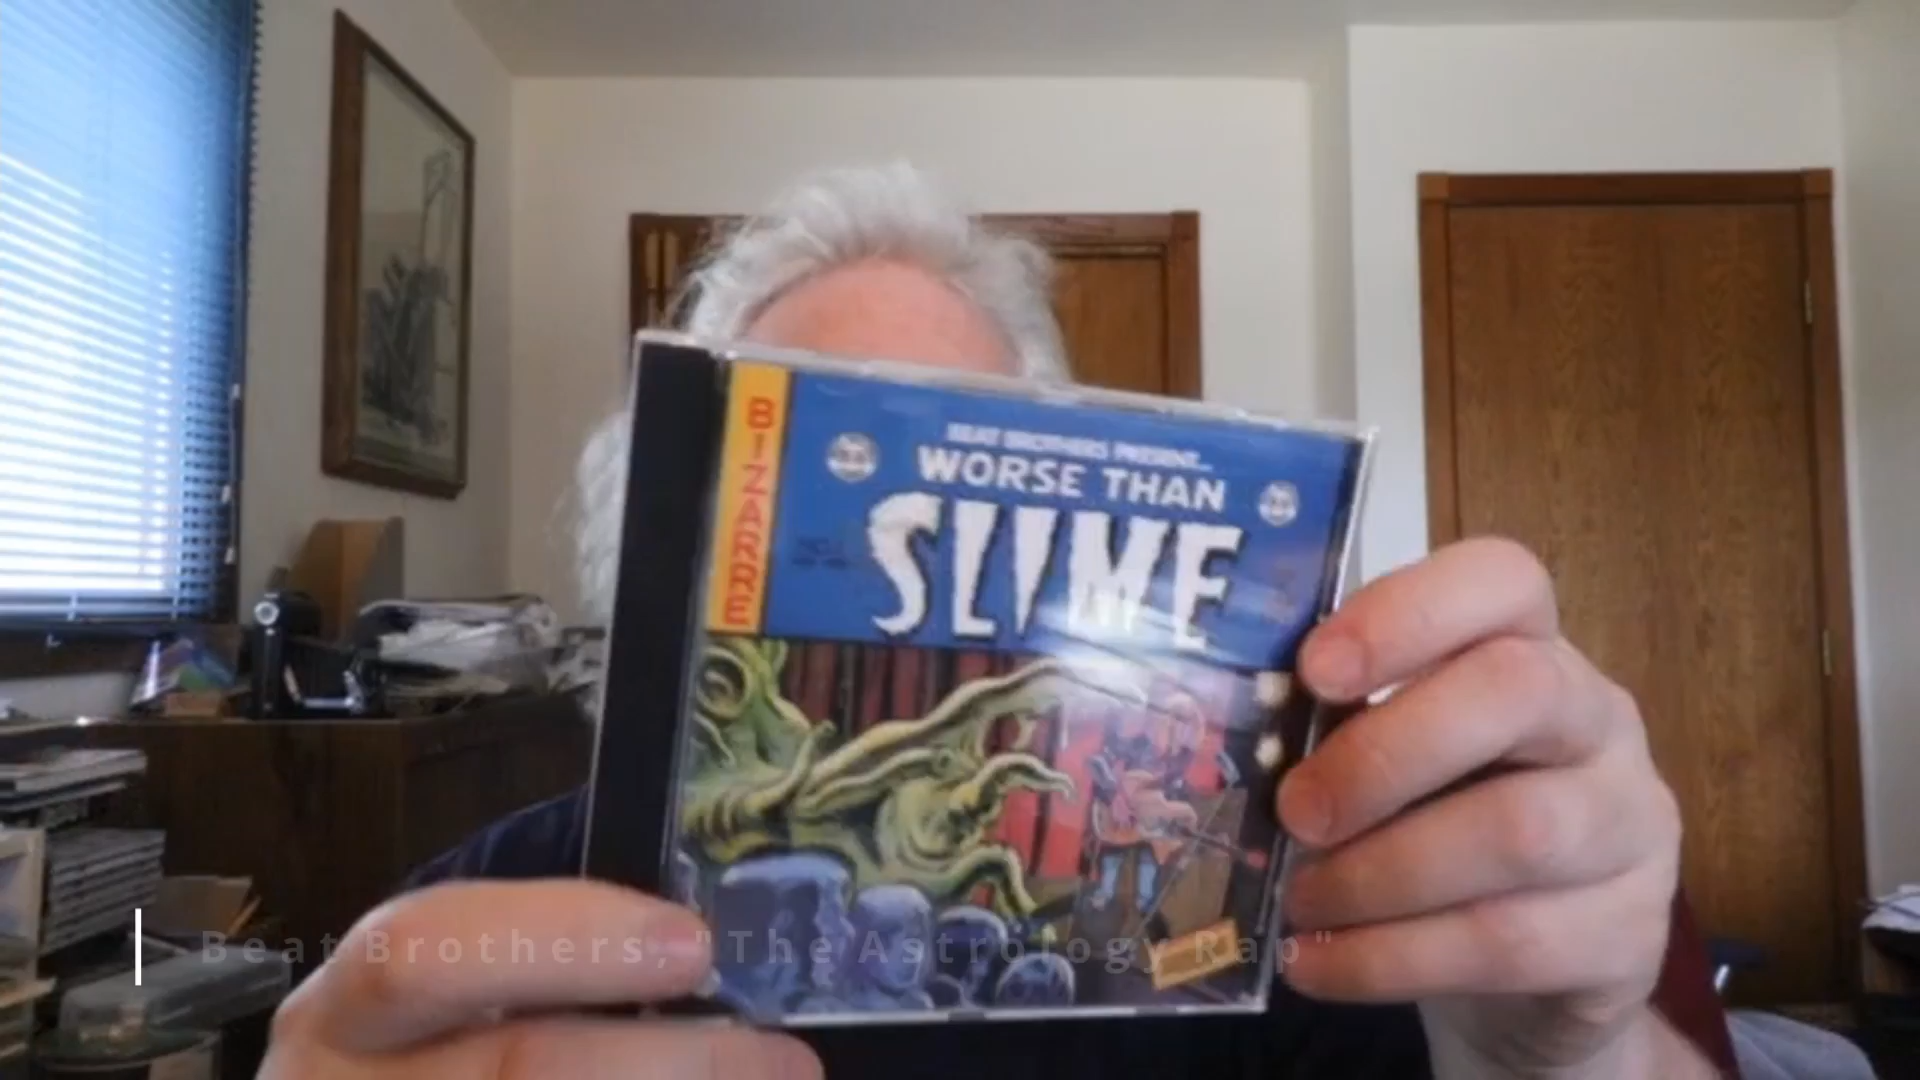 BIZARRE
BEAT BROTHERS PRESENT...
WORSE THAN
SLIME
Beat Brothers, "The Astrology Rap"